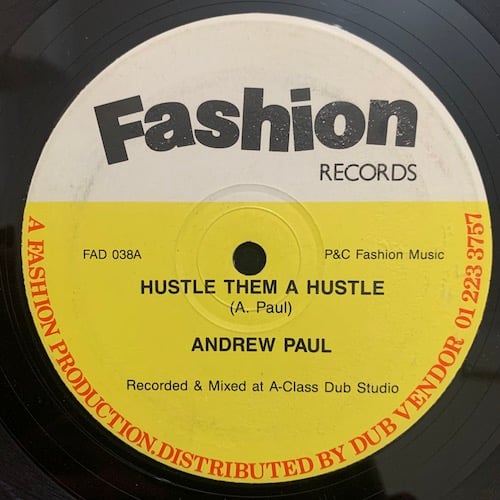 Fashion
RECORDS
FAD 038A
P&C Fashion Music
HUSTLE THEM A HUSTLE
(A. Paul)
ANDREW PAUL
Recorded & Mixed at A-Class Dub Studio
A FASHION PRODUCTION.DISTRIBUTED BY DUB VENDOR 01 223 3757